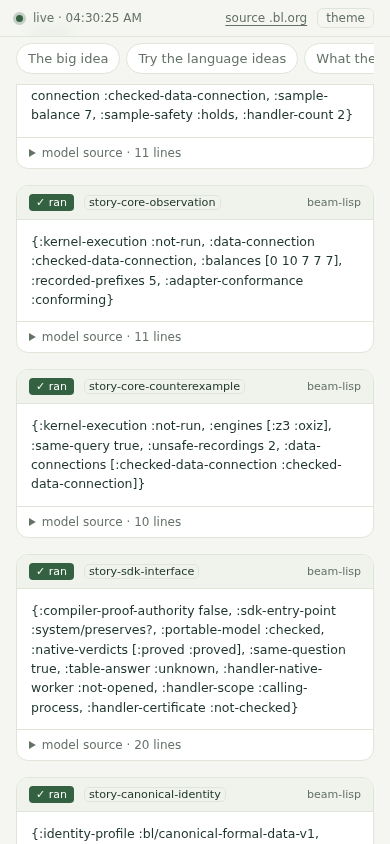 live · 04:30:25 AM source .bl.org theme
The big idea Try the language ideas What the
connection :checked-data-connection, :sample-
balance 7, :sample-safety :holds, :handler-count 2}
▶ model source · 11 lines
✓ ran story-core-observation beam-lisp
{:kernel-execution :not-run, :data-connection
:checked-data-connection, :balances [0 10 7 7 7],
:recorded-prefixes 5, :adapter-conformance
:conforming}
▶ model source · 11 lines
✓ ran story-core-counterexample beam-lisp
{:kernel-execution :not-run, :engines [:z3 :oxiz],
:same-query true, :unsafe-recordings 2, :data-
connections [:checked-data-connection :checked-
data-connection]}
▶ model source · 10 lines
✓ ran story-sdk-interface beam-lisp
{:compiler-proof-authority false, :sdk-entry-point
:system/preserves?, :portable-model :checked,
:native-verdicts [:proved :proved], :same-question
true, :table-answer :unknown, :handler-native-
worker :not-opened, :handler-scope :calling-
process, :handler-certificate :not-checked}
▶ model source · 20 lines
✓ ran story-canonical-identity beam-lisp
{:identity-profile :bl/canonical-formal-data-v1,